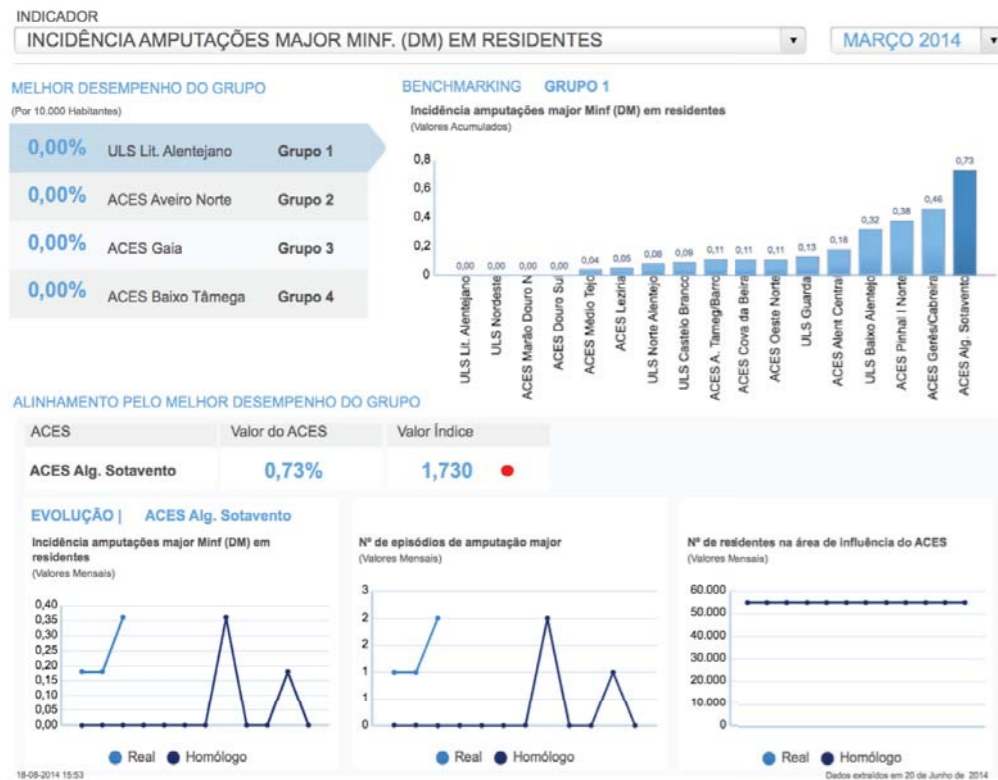 INDICADOR
INCIDÊNCIA AMPUTAÇÕES MAJOR MINF. (DM) EM RESIDENTES
MARÇO 2014
MELHOR DESEMPENHO DO GRUPO
(Por 10.000 Habitantes)
0,00% ULS Lit. Alentejano Grupo 1
0,00% ACES Aveiro Norte Grupo 2
0,00% ACES Gaia Grupo 3
0,00% ACES Baixo Tâmega Grupo 4
BENCHMARKING GRUPO 1
Incidência amputações major Minf (DM) em residentes
(Valores Acumulados)
0,8
0,6
0,4
0,2
0
0,00
0,00
0,00
0,00
0,04
0,05
0,08
0,09
0,11
0,11
0,11
0,13
0,18
0,32
0,38
0,46
0,73
ULS Lit. Alentejano
ULS Nordeste
ACES Marão Douro N
ACES Douro Sul
ACES Médio Tejo
ACES Lezíria
ULS Norte Alentejo
ULS Castelo Branco
ACES A. Tameg/Barro
ACES Cova da Beira
ACES Oeste Norte
ULS Guarda
ACES Alent Central
ULS Baixo Alentejo
ACES Pinhal I Norte
ACES Gerês/Cabreira
ACES Alg. Sotavento
ALINHAMENTO PELO MELHOR DESEMPENHO DO GRUPO
ACES Valor do ACES Valor Índice
ACES Alg. Sotavento 0,73% 1,730
EVOLUÇÃO | ACES Alg. Sotavento
Incidência amputações major Minf (DM) em
residentes
(Valores Mensais)
0,40
0,35
0,30
0,25
0,20
0,15
0,10
0,05
0,00
Real Homólogo
Nº de episódios de amputação major
(Valores Mensais)
3
2
2
1
1
0
Real Homólogo
Nº de residentes na área de influência do ACES
(Valores Mensais)
60.000
50.000
40.000
30.000
20.000
10.000
0
Real Homólogo
18-08-2014 15:53
Dados extraídos em 20 de Junho de 2014